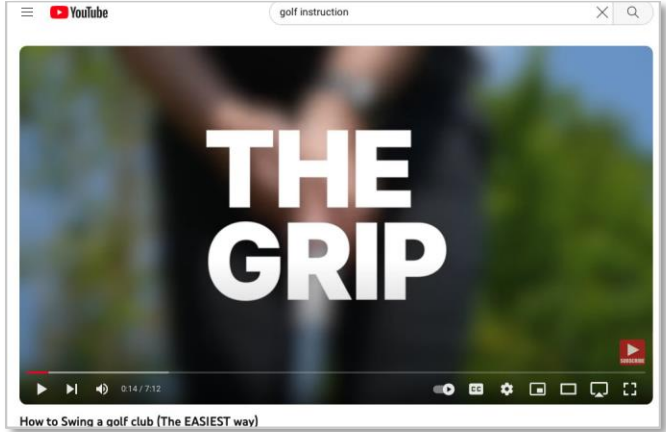 YouTube
golf instruction
THE
GRIP
SUBSCRIBE
0:14 / 7:12
CC
How to Swing a golf club (The EASIEST way)